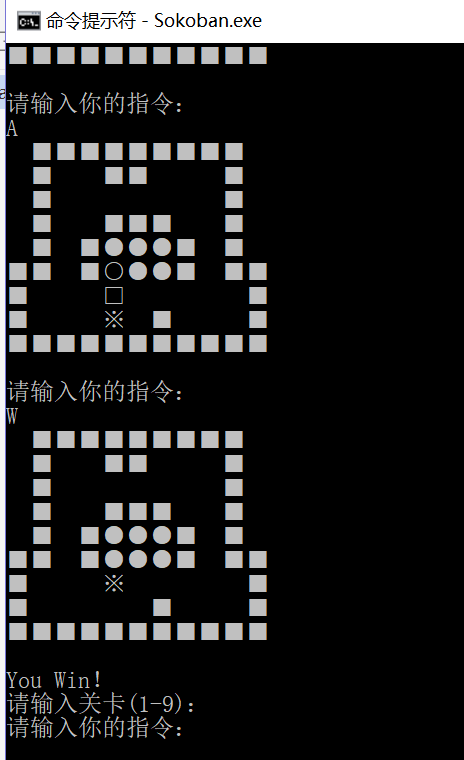 命令提示符 - Sokoban.exe
■■■■■■■■■■■
请输入你的指令：
A
　■■■■■■■■■
　■　　■■　　　■
　■　　　　　　　■
　■　　■■■　　■
　■　■●●●■　■
■■　■○●●■　■■
■　　　□　　　　　■
■　　　※　■　　　■
■■■■■■■■■■■
请输入你的指令：
W
　■■■■■■■■■
　■　　■■　　　■
　■　　　　　　　■
　■　　■■■　　■
　■　■●●●■　■
■■　■●●●■　■■
■　　　※　　　　　■
■　　　　　■　　　■
■■■■■■■■■■■
You Win!
请输入关卡(1-9)：
请输入你的指令：